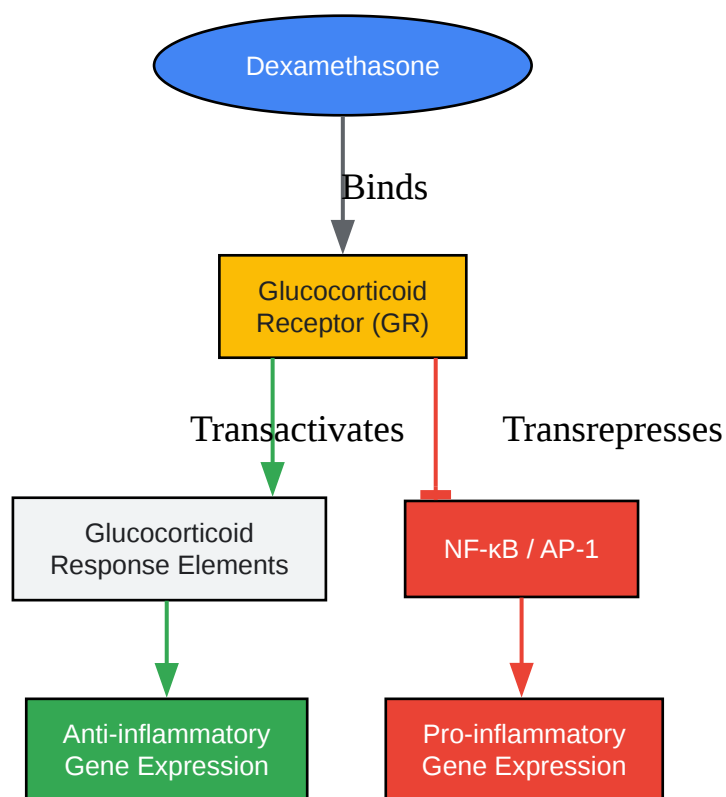 Dexamethasone
Binds
Glucocorticoid
Receptor (GR)
Transactivates
Transrepresses
Glucocorticoid
Response Elements
NF-κB / AP-1
Anti-inflammatory
Gene Expression
Pro-inflammatory
Gene Expression